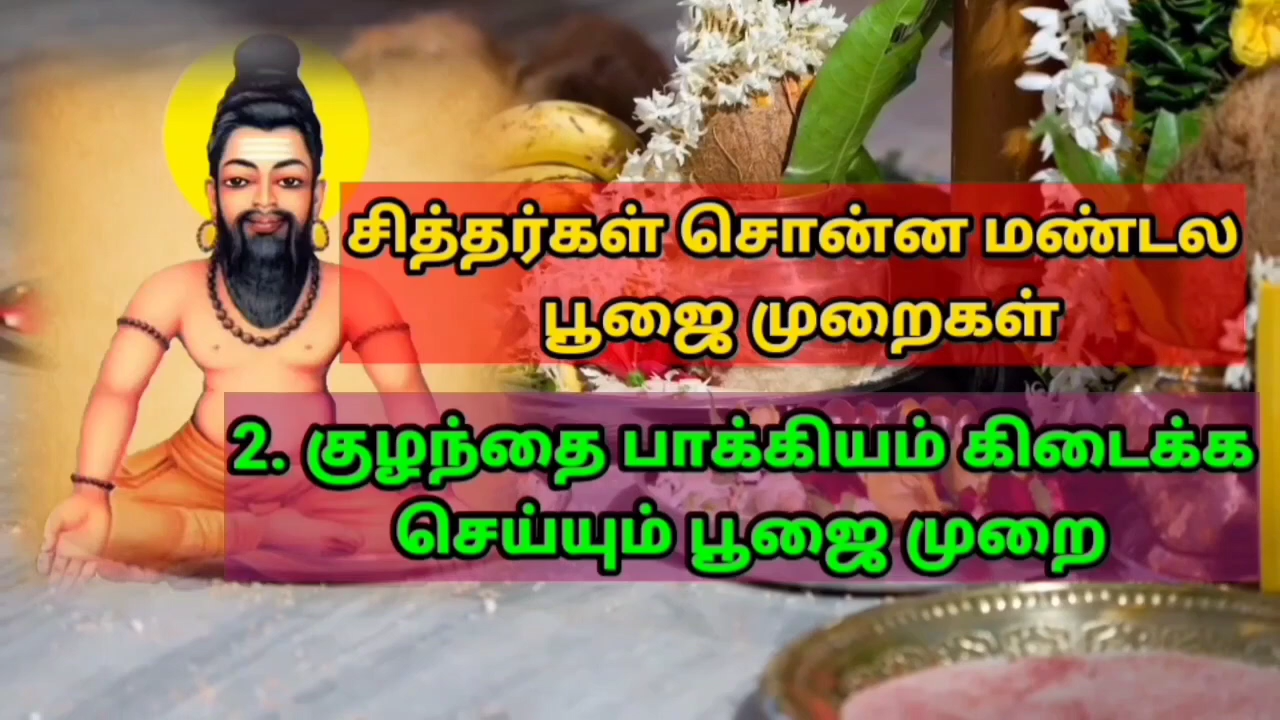 சித்தர்கள் சொன்ன மண்டல
பூஜை முறைகள்
2. குழந்தை பாக்கியம் கிடைக்க
செய்யும் பூஜை முறை